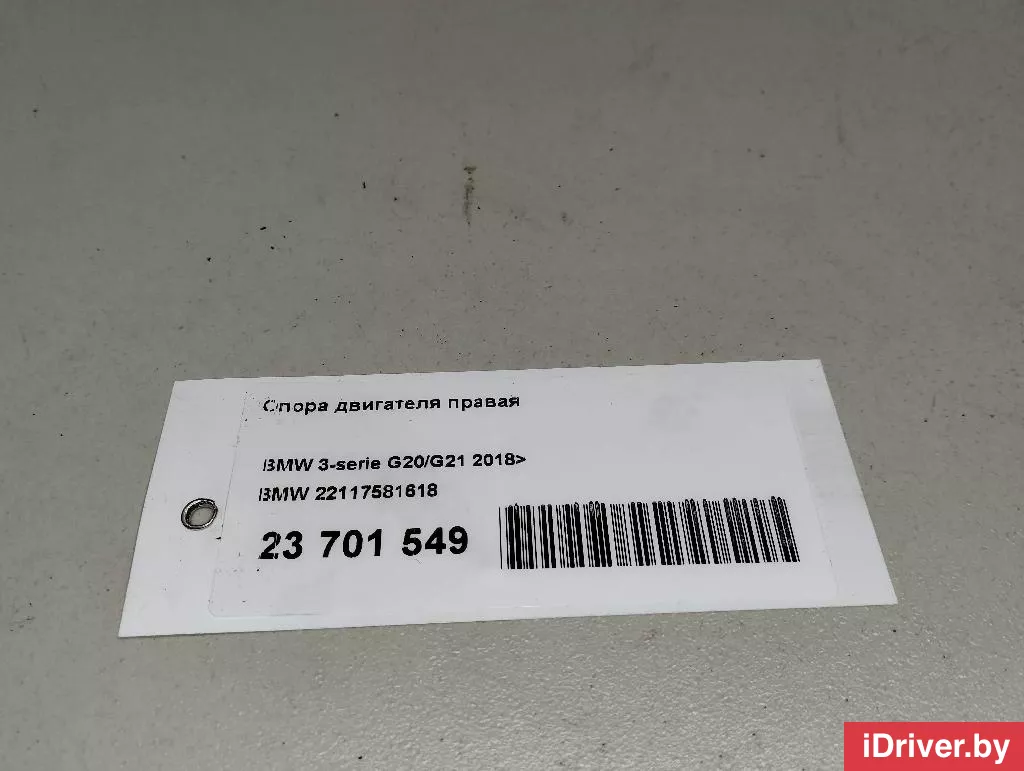 Опора двигателя правая
BMW 3-serie G20/G21 2018>
BMW 22117581618
23 701 549
iDriver.by